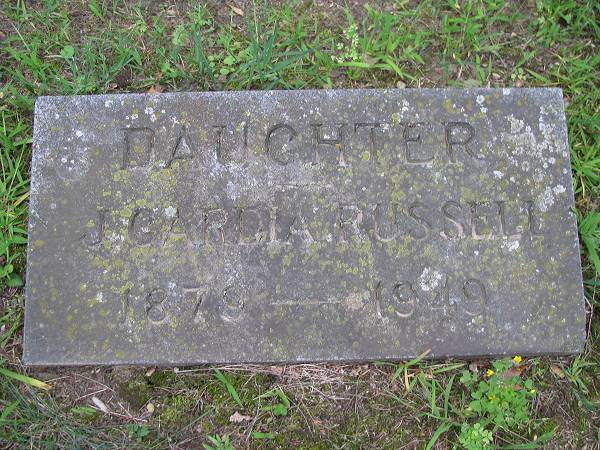 DAUGHTER
J. GARDIA RUSSELL
1879 — 1949